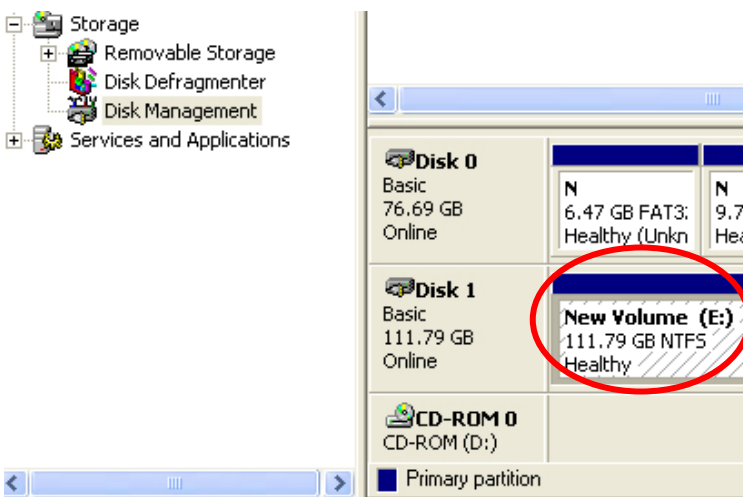 Storage
Removable Storage
Disk Defragmenter
Disk Management
Services and Applications
Disk 0
Basic
76.69 GB
Online
N
6.47 GB FAT3
Healthy (Unkn
N
9.7
Hea
Disk 1
Basic
111.79 GB
Online
New Volume (E:)
111.79 GB NTFS
Healthy
CD-ROM 0
CD-ROM (D:)
Primary partition